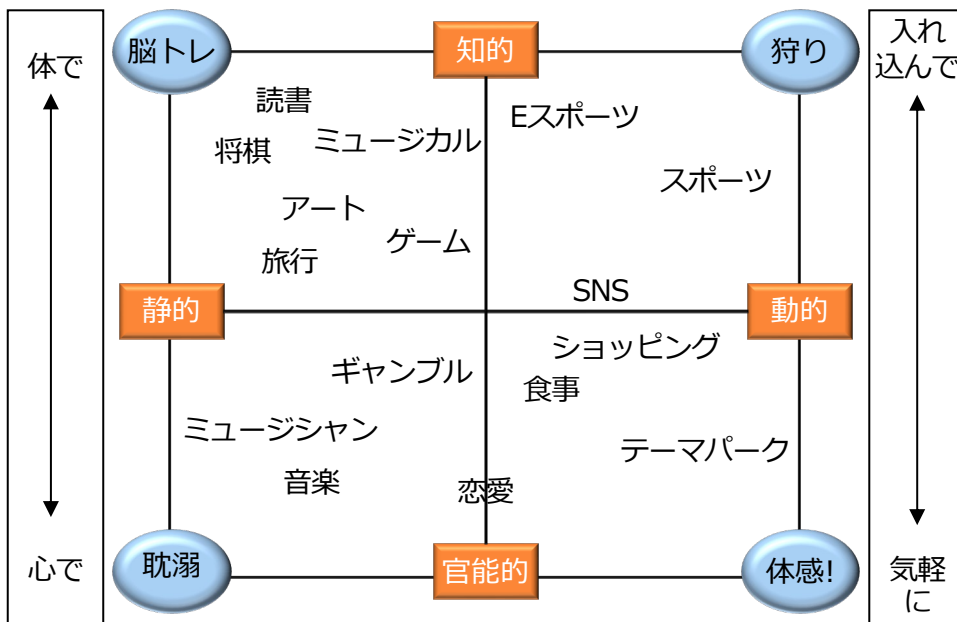 体で
心で
脳トレ
知的
狩り
読書
Eスポーツ
将棋
ミュージカル
スポーツ
アート
ゲーム
旅行
SNS
静的
動的
ショッピング
ギャンブル
食事
ミュージシャン
テーマパーク
音楽
恋愛
耽溺
官能的
体感!
入れ
込んで
気軽
に